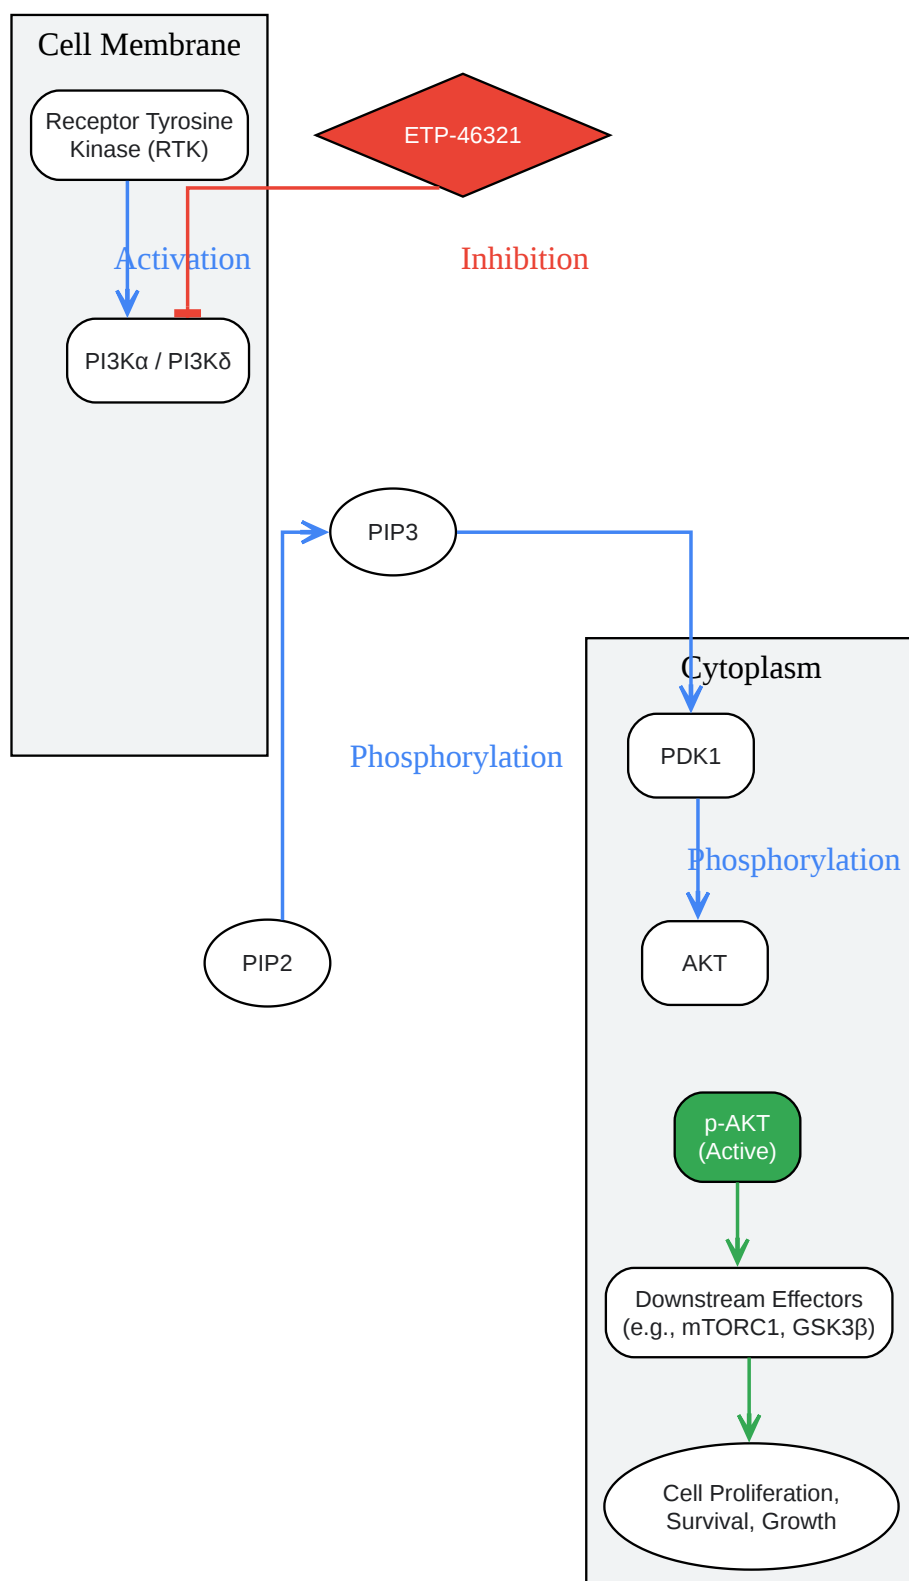 Cell Membrane
Receptor Tyrosine
Kinase (RTK)
ETP-46321
Activation
Inhibition
PI3Kα / PI3Kδ
PIP3
Cytoplasm
PDK1
Phosphorylation
Phosphorylation
PIP2
AKT
p-AKT
(Active)
Downstream Effectors
(e.g., mTORC1, GSK3β)
Cell Proliferation,
Survival, Growth